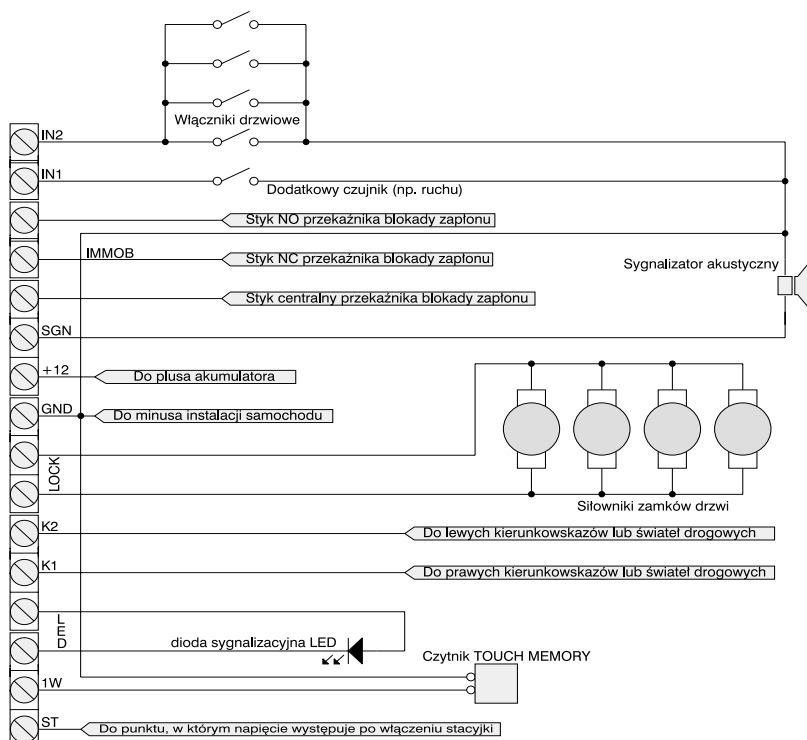 Włączniki drzwiowe
IN2
IN1
Dodatkowy czujnik (np. ruchu)
Styk NO przekaźnika blokady zapłonu
IMMOB
Styk NC przekaźnika blokady zapłonu
Sygnalizator akustyczny
Styk centralny przekaźnika blokady zapłonu
SGN
+12
Do plusa akumulatora
GND
Do minusa instalacji samochodu
LOCK
Siłowniki zamków drzwi
K2
Do lewych kierunkowskazów lub świateł drogowych
K1
Do prawych kierunkowskazów lub świateł drogowych
LED
dioda sygnalizacyjna LED
Czytnik TOUCH MEMORY
1W
ST
Do punktu, w którym napięcie występuje po włączeniu stacyjki